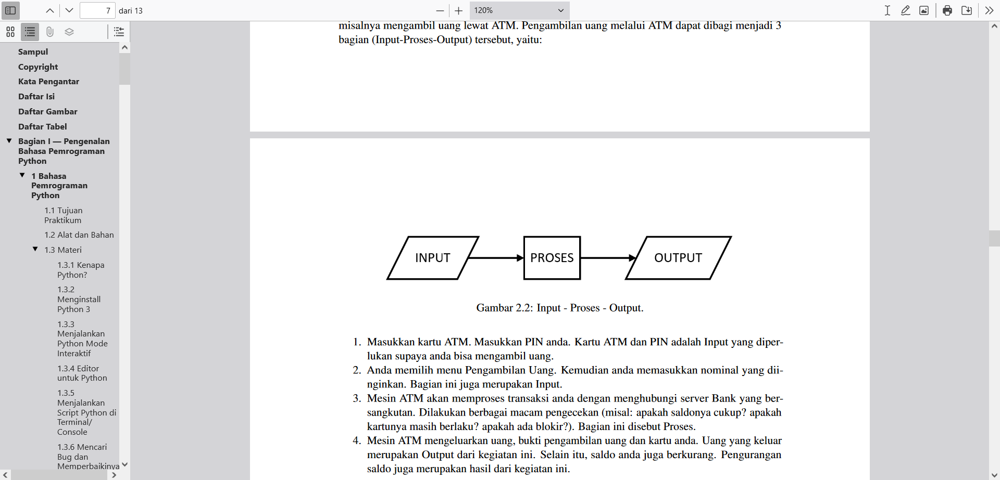 7
dari 13
120%
Sampul
Copyright
Kata Pengantar
Daftar Isi
Daftar Gambar
Daftar Tabel
Bagian I — Pengenalan
Bahasa Pemrograman
Python
1 Bahasa
Pemrograman
Python
1.1 Tujuan
Praktikum
1.2 Alat dan Bahan
1.3 Materi
1.3.1 Kenapa
Python?
1.3.2
Menginstall
Python 3
1.3.3
Menjalankan
Python Mode
Interaktif
1.3.4 Editor
untuk Python
1.3.5
Menjalankan
Script Python di
Terminal/
Console
1.3.6 Mencari
Bug dan
Memperbaikinya
misalnya mengambil uang lewat ATM. Pengambilan uang melalui ATM dapat dibagi menjadi 3
bagian (Input-Proses-Output) tersebut, yaitu:
INPUT
PROSES
OUTPUT
Gambar 2.2: Input - Proses - Output.
1. Masukkan kartu ATM. Masukkan PIN anda. Kartu ATM dan PIN adalah Input yang diper-
lukan supaya anda bisa mengambil uang.
2. Anda memilih menu Pengambilan Uang. Kemudian anda memasukkan nominal yang dii-
nginkan. Bagian ini juga merupakan Input.
3. Mesin ATM akan memproses transaksi anda dengan menghubungi server Bank yang ber-
sangkutan. Dilakukan berbagai macam pengecekan (misal: apakah saldonya cukup? apakah
kartunya masih berlaku? apakah ada blokir?). Bagian ini disebut Proses.
4. Mesin ATM mengeluarkan uang, bukti pengambilan uang dan kartu anda. Uang yang keluar
merupakan Output dari kegiatan ini. Selain itu, saldo anda juga berkurang. Pengurangan
saldo juga merupakan hasil dari kegiatan ini.